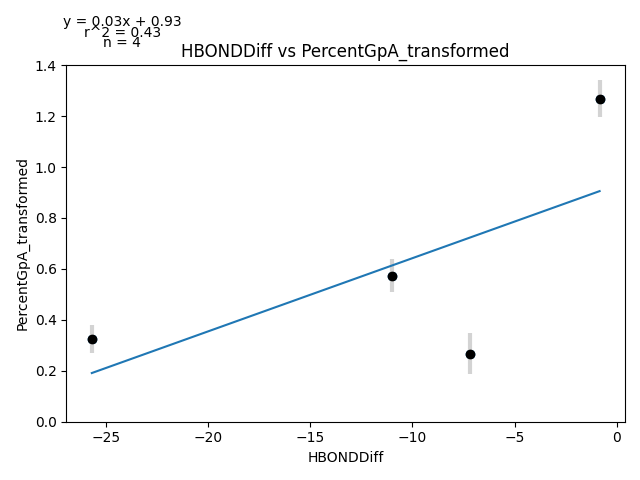 y = 0.03x + 0.93
r^2 = 0.43
n = 4
HBONDDiff vs PercentGpA_transformed
1.4
1.2
1.0
0.8
0.6
0.4
0.2
0.0
PercentGpA_transformed
−25
−20
−15
−10
−5
0
HBONDDiff